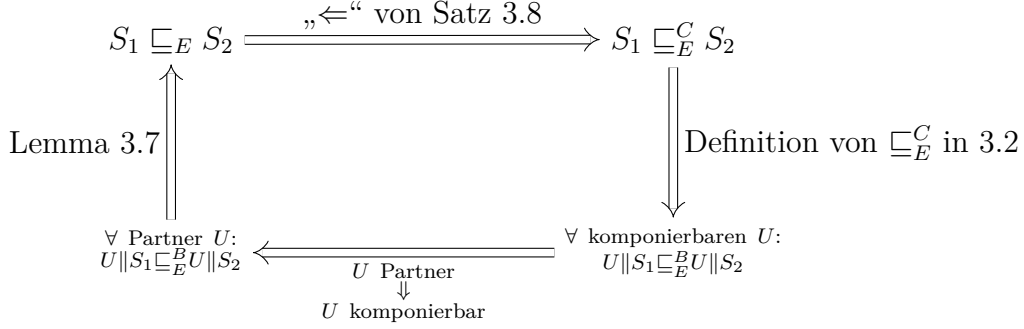 „⇐“ von Satz 3.8
S₁ ⊑_E S₂
S₁ ⊑_E^C S₂
Lemma 3.7
Definition von ⊑_E^C in 3.2
∀ Partner U:
U‖S₁⊑_E^B U‖S₂
∀ komponierbaren U:
U‖S₁⊑_E^B U‖S₂
U Partner
⇓
U komponierbar